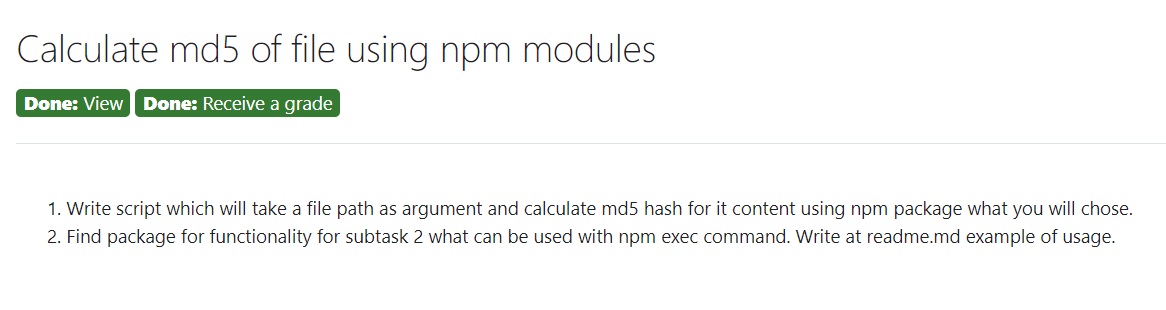 Calculate md5 of file using npm modules
Done: View Done: Receive a grade
1. Write script which will take a file path as argument and calculate md5 hash for it content using npm package what you will chose.
2. Find package for functionality for subtask 2 what can be used with npm exec command. Write at readme.md example of usage.